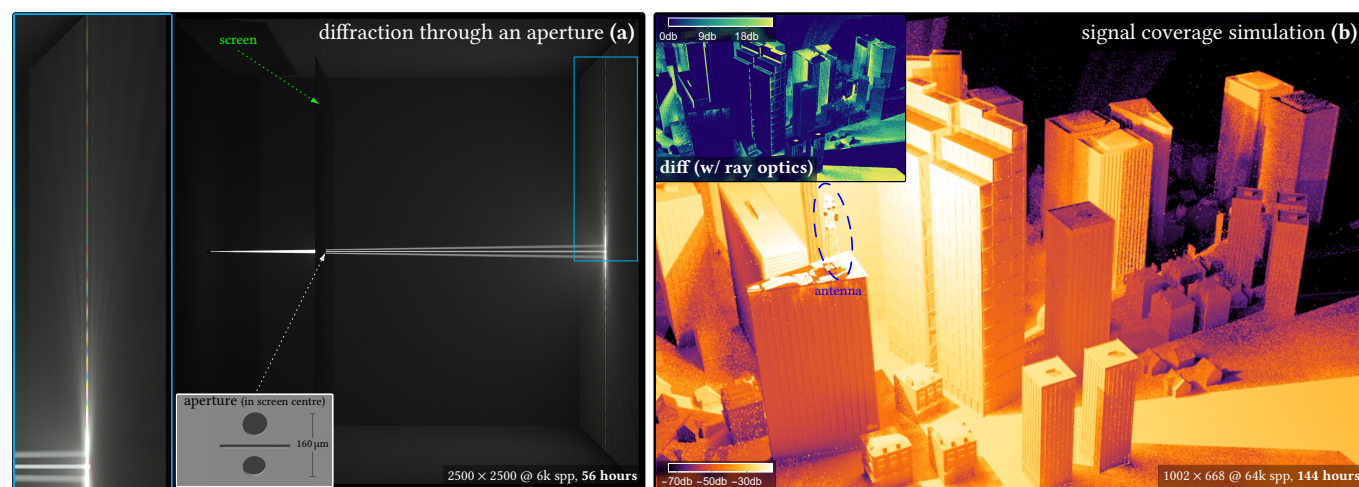 diffraction through an aperture (a)
screen
aperture (in screen centre)
160 µm
2500 × 2500 @ 6k spp, 56 hours
signal coverage simulation (b)
0db 9db 18db
diff (w/ ray optics)
antenna
−70db −50db −30db
1002 × 668 @ 64k spp, 144 hours